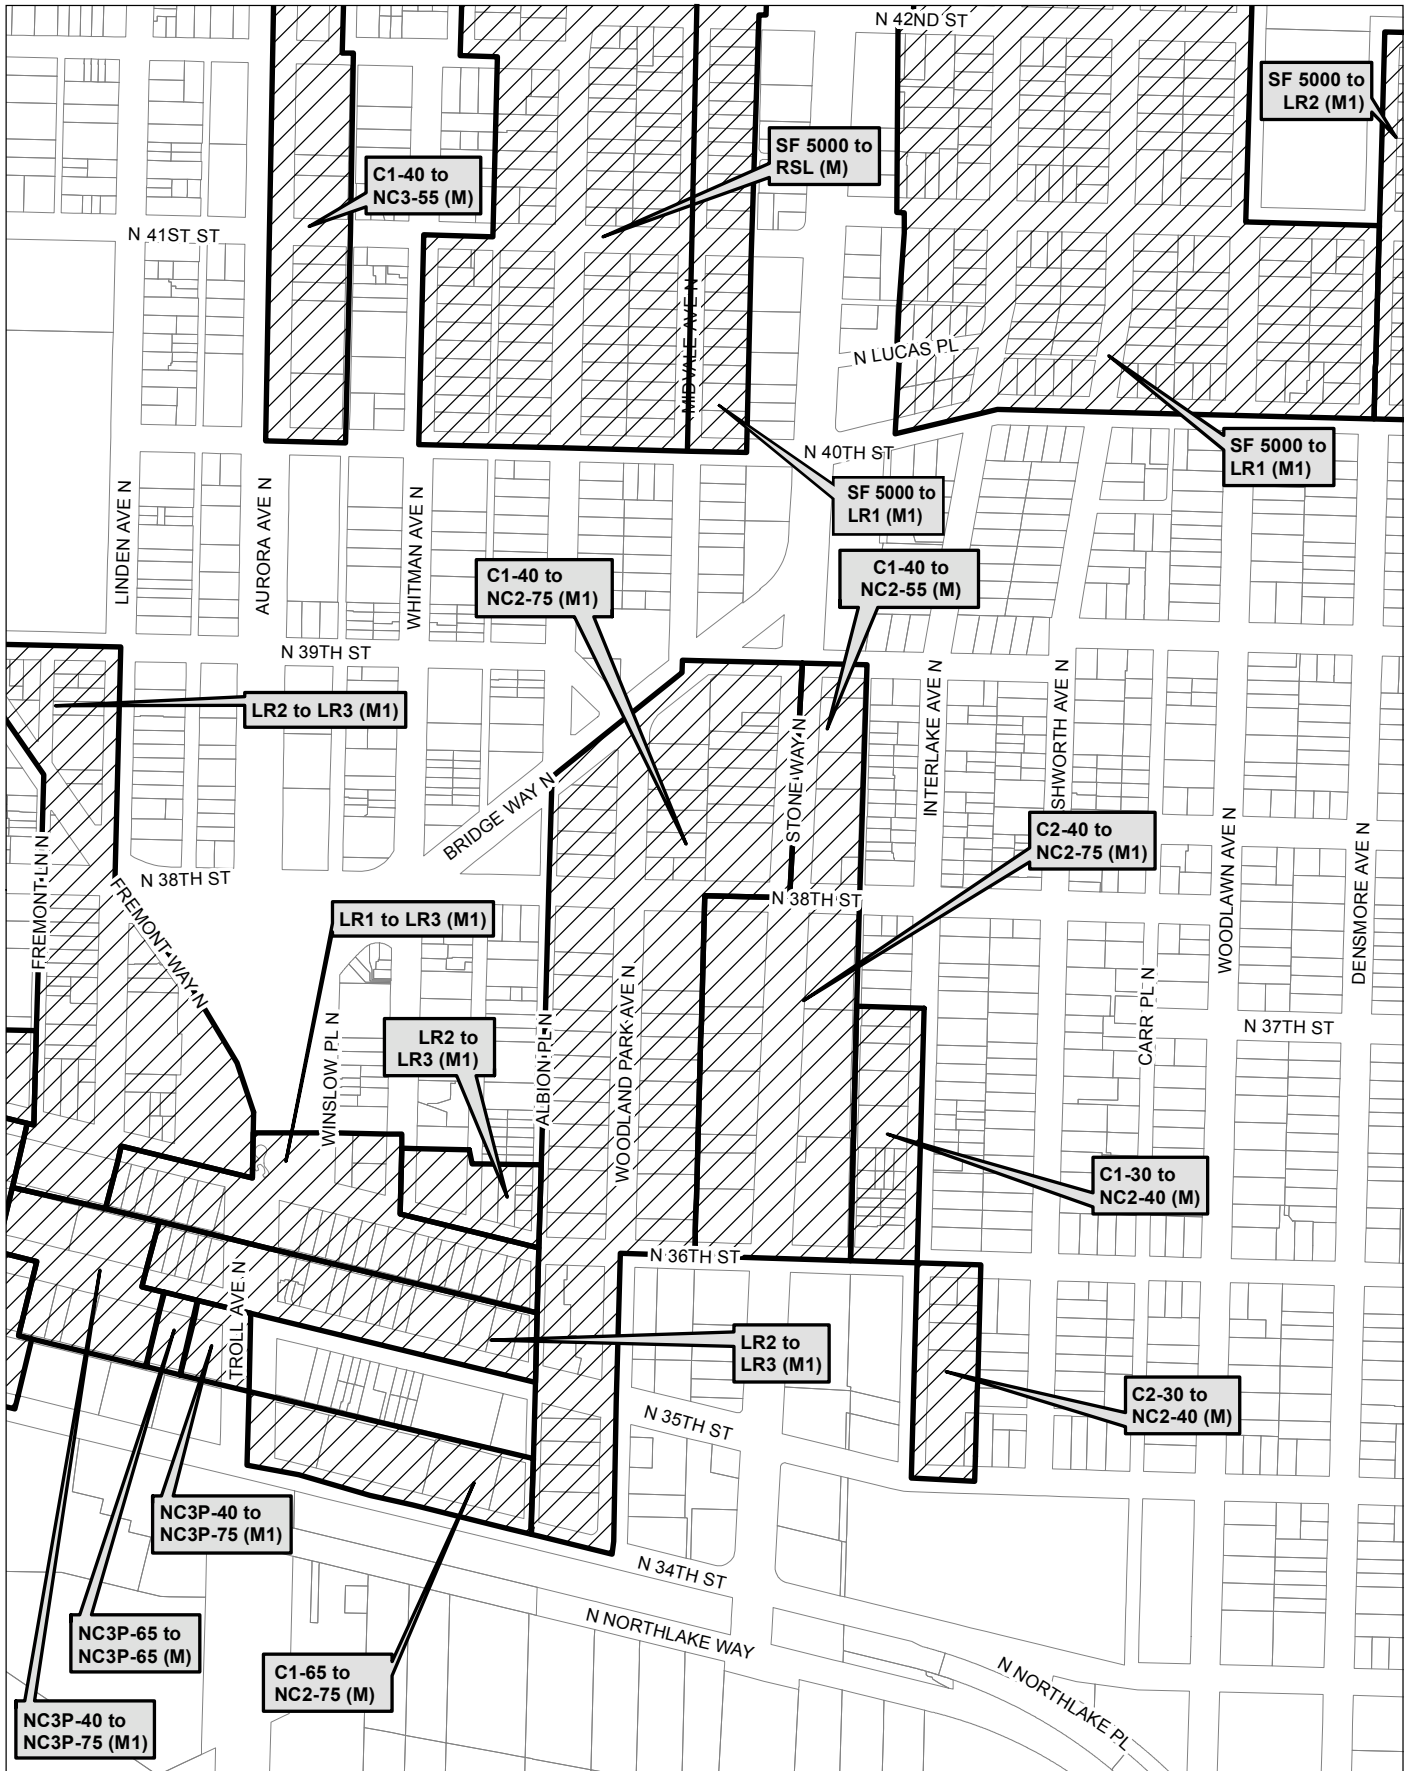 N 42ND ST
SF 5000 to
LR2 (M1)
SF 5000 to
RSL (M)
C1-40 to
NC3-55 (M)
N 41ST ST
MIDVALE AVE N
N LUCAS PL
SF 5000 to
LR1 (M1)
N 40TH ST
SF 5000 to
LR1 (M1)
LINDEN AVE N
AURORA AVE N
WHITMAN AVE N
C1-40 to
NC2-75 (M1)
C1-40 to
NC2-55 (M)
N 39TH ST
LR2 to LR3 (M1)
STONE WAY N
INTERLAKE AVE N
SHWORTH AVE N
BRIDGE WAY N
C2-40 to
NC2-75 (M1)
WOODLAWN AVE N
DENSMORE AVE N
FREMONT LN N
N 38TH ST
FREMONT WAY N
N 38TH ST
LR1 to LR3 (M1)
WINSLOW PL N
LR2 to
LR3 (M1)
ALBION PL N
WOODLAND PARK AVE N
CARR PL N
N 37TH ST
C1-30 to
NC2-40 (M)
N 36TH ST
TROLL AVE N
LR2 to
LR3 (M1)
C2-30 to
NC2-40 (M)
N 35TH ST
NC3P-40 to
NC3P-75 (M1)
N 34TH ST
NC3P-65 to
NC3P-65 (M)
N NORTHLAKE WAY
C1-65 to
NC2-75 (M)
N NORTHLAKE PL
NC3P-40 to
NC3P-75 (M1)